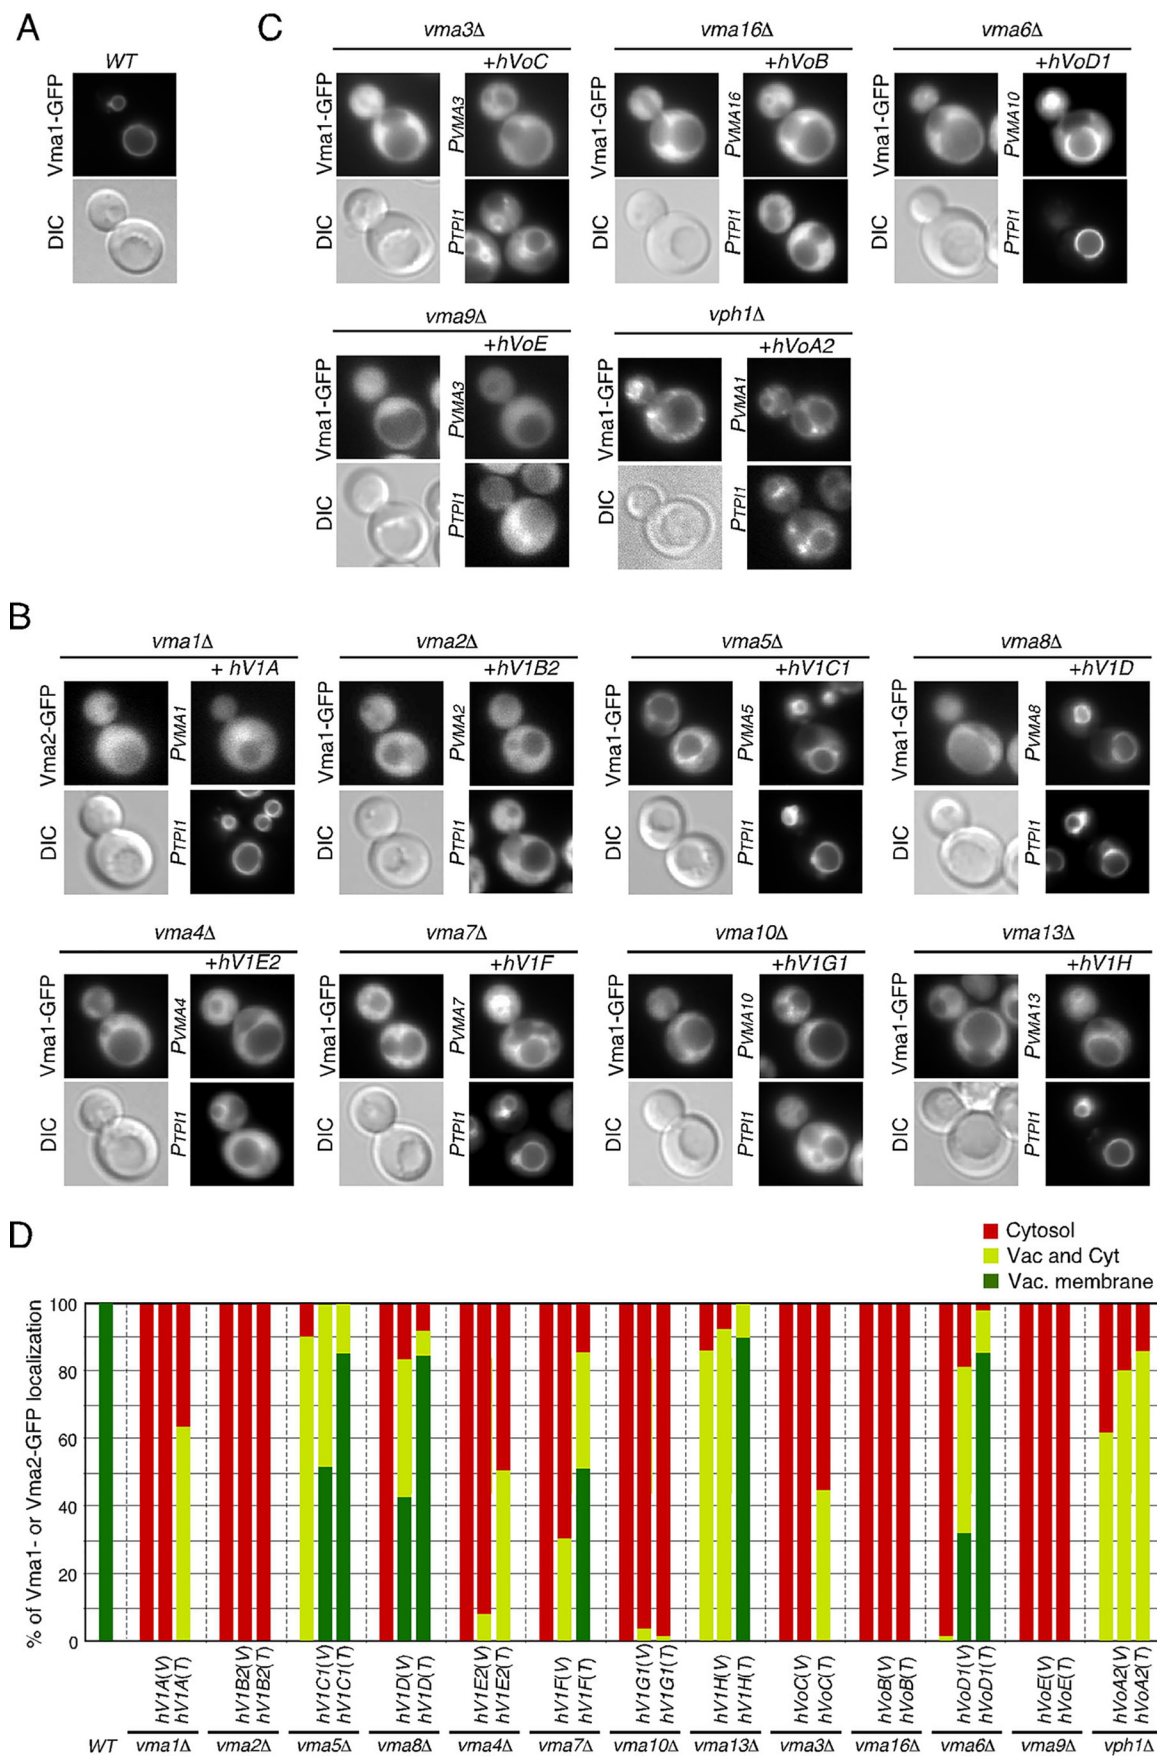 A
WT
Vma1-GFP
DIC
C
vma3Δ
+hVoC
Vma1-GFP
PVMA3
DIC
PTPI1
vma16Δ
+hVoB
Vma1-GFP
PVMA16
DIC
PTPI1
vma6Δ
+hVoD1
Vma1-GFP
PVMA10
DIC
PTPI1
vma9Δ
+hVoE
Vma1-GFP
PVMA3
DIC
PTPI1
vph1Δ
+hVoA2
Vma1-GFP
PVMA1
DIC
PTPI1
B
vma1Δ
+ hV1A
Vma2-GFP
PVMA1
DIC
PTPI1
vma2Δ
+hV1B2
Vma1-GFP
PVMA2
DIC
PTPI1
vma5Δ
+hV1C1
Vma1-GFP
PVMA5
DIC
PTPI1
vma8Δ
+hV1D
Vma1-GFP
PVMA8
DIC
PTPI1
vma4Δ
+hV1E2
Vma1-GFP
PVMA4
DIC
PTPI1
vma7Δ
+hV1F
Vma1-GFP
PVMA7
DIC
PTPI1
vma10Δ
+hV1G1
Vma1-GFP
PVMA10
DIC
PTPI1
vma13Δ
+hV1H
Vma1-GFP
PVMA13
DIC
PTPI1
D
Cytosol
Vac and Cyt
Vac. membrane
% of Vma1- or Vma2-GFP localization
100
80
60
40
20
0
hV1A(V)
hV1A(T)
hV1B2(V)
hV1B2(T)
hV1C1(V)
hV1C1(T)
hV1D(V)
hV1D(T)
hV1E2(V)
hV1E2(T)
hV1F(V)
hV1F(T)
hV1G1(V)
hV1G1(T)
hV1H(V)
hV1H(T)
hVoC(V)
hVoC(T)
hVoB(V)
hVoB(T)
hVoD1(V)
hVoD1(T)
hVoE(V)
hVoE(T)
hVoA2(V)
hVoA2(T)
WT vma1Δ vma2Δ vma5Δ vma8Δ vma4Δ vma7Δ vma10Δ vma13Δ vma3Δ vma16Δ vma6Δ vma9Δ vph1Δ